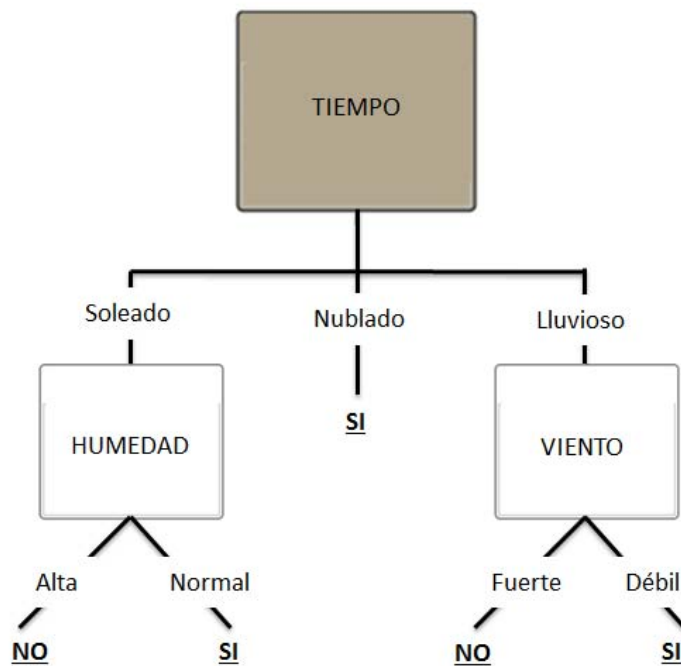 TIEMPO
Soleado Nublado Lluvioso
SI
HUMEDAD VIENTO
Alta Normal Fuerte Débil
NO SI NO SI